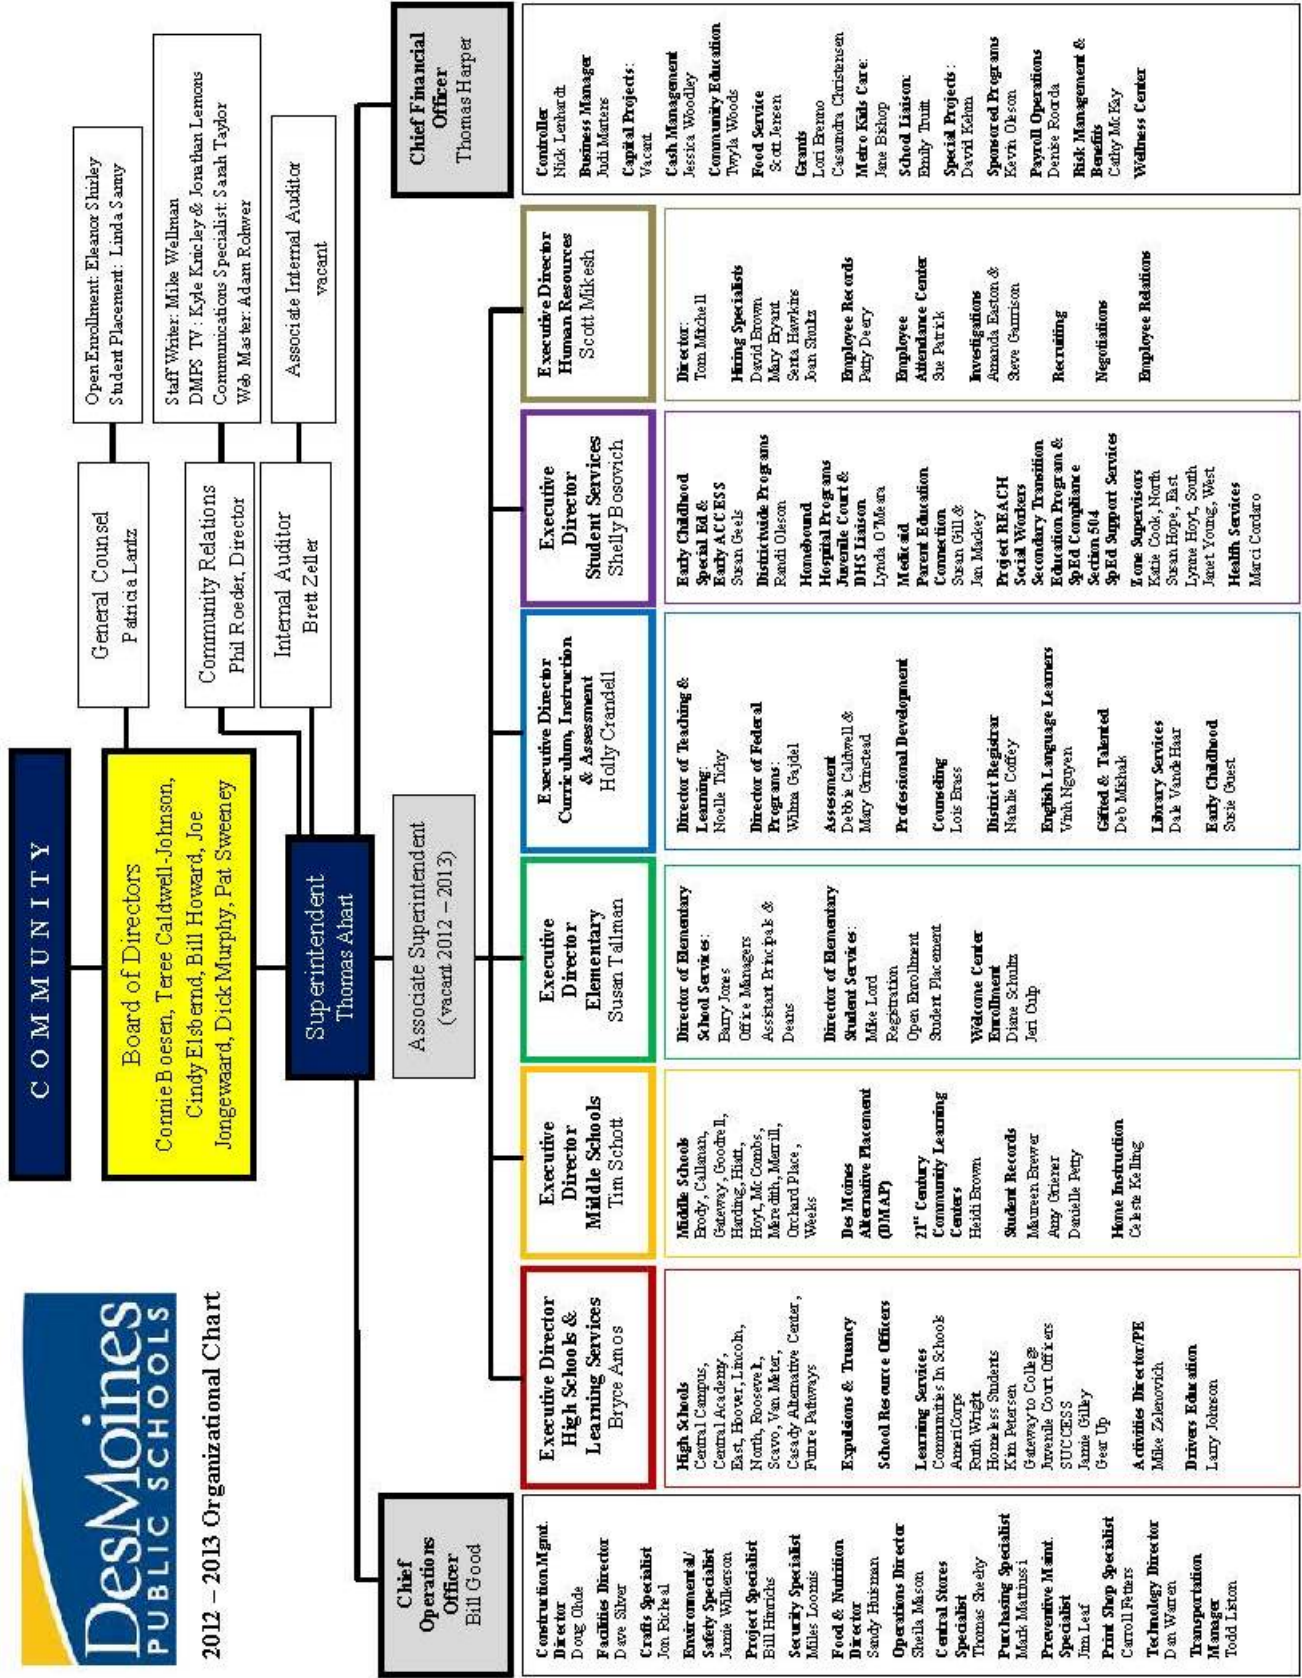 DesMoines
PUBLIC SCHOOLS
2012 – 2013 Organizational Chart
COMMUNITY
Board of Directors
Connie Boesen, Teree Caldwell-Johnson,
Cindy Elsbernd, Bill Howard, Joe
Jongewaard, Dick Murphy, Pat Sweeney
General Counsel
Patricia Lantz
Open Enrollment: Eleanor Shirley
Student Placement: Linda Sanny
Community Relations
Phil Roeder, Director
Staff Writer: Mike Wellman
DMPS TV: Kyle Knicley & Jonathan Lemons
Communications Specialist: Sarah Taylor
Web Master: Adam Rohwer
Internal Auditor
Brett Zeller
Associate Internal Auditor
vacant
Superintendent
Thomas Ahart
Associate Superintendent
(vacant 2012 – 2013)
Chief
Operations
Officer
Bill Good
Construction Mgmt.
Director
Doug Ohde
Facilities Director
Dave Silver
Crafts Specialist
Jon Richeal
Environmental/
Safety Specialist
Jamie Wilkerson
Project Specialist
Bill Hinrichs
Security Specialist
Miles Loomis
Food & Nutrition
Director
Sandy Huisman
Operations Director
Sheila Mason
Central Stores
Specialist
Thomas Sheehy
Purchasing Specialist
Mark Mattiussi
Preventive Maint.
Specialist
Jim Leaf
Print Shop Specialist
Carroll Petters
Technology Director
Dan Warren
Transportation
Manager
Todd Liston
Executive Director
High Schools &
Learning Services
Bryce Amos
High Schools
Central Campus,
Central Academy,
East, Hoover, Lincoln,
North, Roosevelt,
Scavo, Van Meter,
Casady Alternative Center,
Future Pathways
Expulsions & Truancy
School Resource Officers
Learning Services
Communities In Schools
AmeriCorps
Ruth Wright
Homeless Students
Kim Petersen
Gateway to College
Juvenile Court Officers
SUCCESS
Jamie Gilley
Gear Up
Activities Director/PE
Mike Zelenovich
Drivers Education
Larry Johnson
Executive
Director
Middle Schools
Tim Schott
Middle Schools
Brody, Callanan,
Gateway, Goodrell,
Harding, Hiatt,
Hoyt, McCombs,
Meredith, Merrill,
Orchard Place,
Weeks
Des Moines
Alternative Placement
(DMAP)
21st Century
Community Learning
Centers
Heidi Brown
Student Records
Maureen Brewer
Amy Griener
Danielle Petty
Home Instruction
Celeste Kelling
Executive
Director
Elementary
Susan Tallman
Director of Elementary
School Services:
Barry Jones
Office Managers
Assistant Principals &
Deans
Director of Elementary
Student Services:
Mike Lord
Registration
Open Enrollment
Student Placement
Welcome Center
Enrollment
Diane Schultz
Jeri Culp
Executive Director
Curriculum, Instruction
& Assessment
Holly Crandell
Director of Teaching &
Learning:
Noelle Tichy
Director of Federal
Programs:
Wilma Gajdel
Assessment
Debbie Caldwell &
Mary Grinstead
Professional Development
Counseling
Lois Brass
District Registrar
Natalie Coffey
English Language Learners
Vinh Nguyen
Gifted & Talented
Deb Mishak
Library Services
Dale VandeHaar
Early Childhood
Susie Guest
Executive
Director
Student Services
Shelly Bosovich
Early Childhood
Special Ed &
Early ACCESS
Susan Geels
Districtwide Programs
Randi Oleson
Homebound
Hospital Programs
Juvenile Court &
DHS Liaison
Lynda O'Meara
Medicaid
Parent Education
Connection
Susan Gill &
Jan Mackey
Project REACH
Social Workers
Secondary Transition
Education Program &
SpEd Compliance
Section 504
SpEd Support Services
Zone Supervisors
Katie Cook, North
Susan Hope, East
Lynne Hoyt, South
Janet Young, West
Health Services
Marci Cordaro
Executive Director
Human Resources
Scott Mikesh
Director:
Tom Mitchell
Hiring Specialists
David Brown
Mary Bryant
Senta Hawkins
Joan Shultz
Employee Records
Patty Deery
Employee
Attendance Center
Sue Patrick
Investigations
Amanda Easton &
Steve Garrison
Recruiting
Negotiations
Employee Relations
Chief Financial
Officer
Thomas Harper
Controller
Nick Lenhardt
Business Manager
Judi Martens
Capital Projects:
Vacant
Cash Management
Jessica Woodley
Community Education
Twyla Woods
Food Service
Scott Jensen
Grants
Lori Brenno
Cassandra Christensen
Metro Kids Care:
Jane Bishop
School Liaison:
Emily Truitt
Special Projects:
David Kehm
Sponsored Programs
Kevin Oleson
Payroll Operations
Denise Roorda
Risk Management &
Benefits
Cathy McKay
Wellness Center